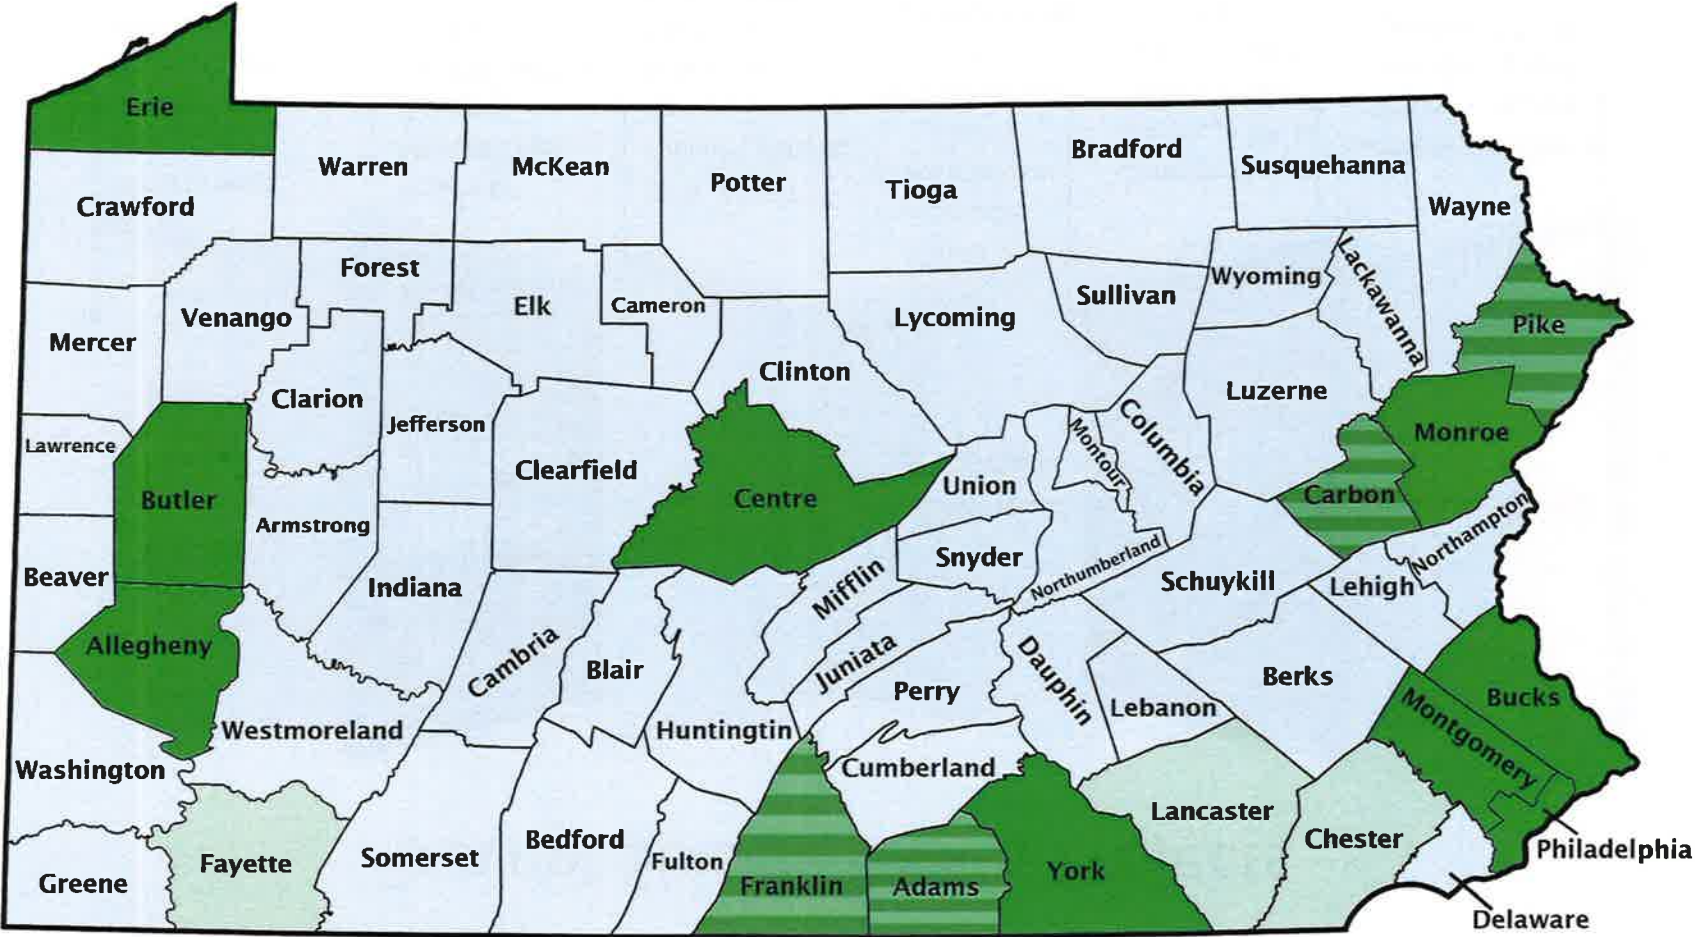 Erie
Warren
McKean
Potter
Tioga
Bradford
Susquehanna
Wayne
Crawford
Forest
Elk
Cameron
Lycoming
Sullivan
Wyoming
Lackawanna
Pike
Mercer
Venango
Clarion
Jefferson
Clinton
Luzerne
Columbia
Montour
Monroe
Lawrence
Butler
Armstrong
Clearfield
Centre
Union
Carbon
Northampton
Beaver
Indiana
Mifflin
Snyder
Northumberland
Schuykill
Lehigh
Allegheny
Cambria
Blair
Juniata
Perry
Dauphin
Lebanon
Berks
Bucks
Montgomery
Westmoreland
Huntingtin
Washington
Cumberland
Lancaster
Chester
Philadelphia
Greene
Fayette
Somerset
Bedford
Fulton
Franklin
Adams
York
Delaware